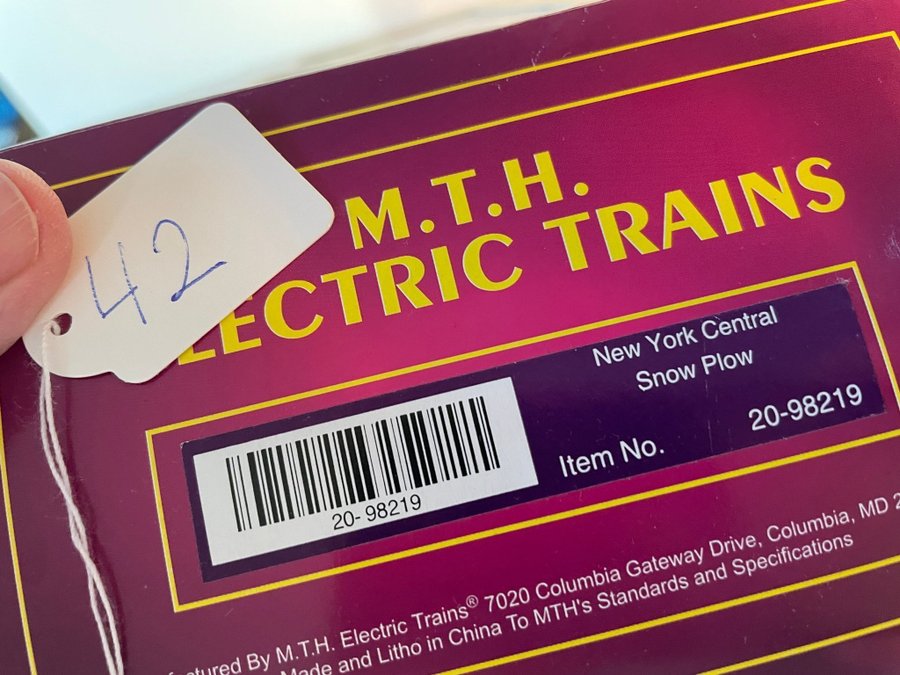 42
M.T.H.
ELECTRIC TRAINS
New York Central
Snow Plow
Item No. 20-98219
20-98219
By M.T.H. Electric Trains® 7020 Columbia Gateway Drive, Columbia, MD
Made and Litho in China To MTH's Standards and Specifications